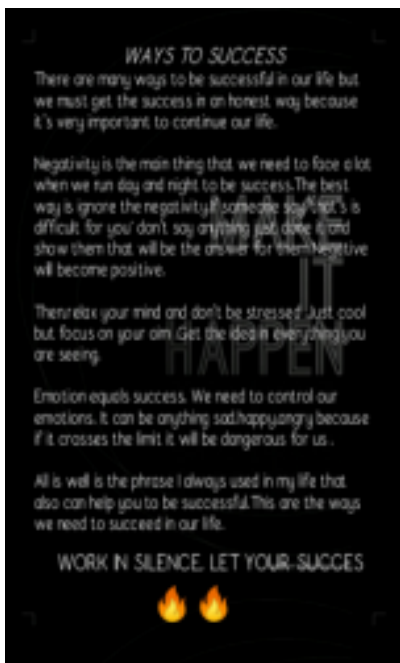 WAYS TO SUCCESS
There are many ways to be successful in our life but
we must get the success in an honest way because
it's very important to continue our life.
Negativity is the main thing that we need to face a lot
when we run day and night to be success.The best
way is ignore the negativity.If someone say"that's is
difficult for you' don't say anything just done it and
show them that will be the answer for them.Negative
will become positive.
Then,relax your mind and don't be stressed .Just cool
but focus on your aim .Get the idea in everything you
are seeing.
Emotion equals success. We need to control our
emotions. It can be anything sad,happy,angry because
if it crosses the limit it will be dangerous for us .
All is well is the phrase I always used in my life that
also can help you to be successful.This are the ways
we need to succeed in our life.
MAKE
IT
HAPPEN
WORK IN SILENCE, LET YOUR SUCCES
🔥🔥